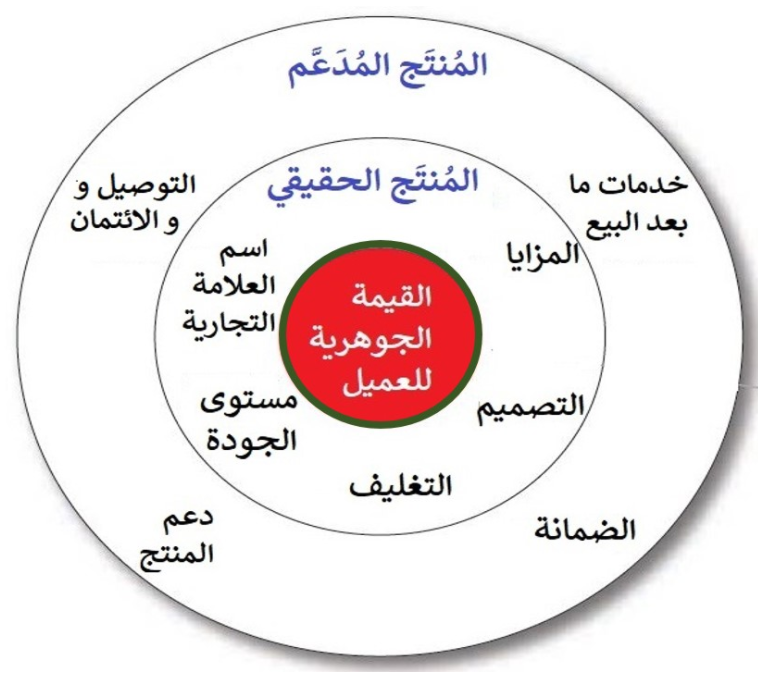 المُنتَج المُدَعَّم
خدمات ما
بعد البيع
التوصيل و
و الائتمان
المُنتَج الحقيقي
المزايا
اسم
العلامة
التجارية
القيمة
الجوهرية
للعميل
التصميم
مستوى
الجودة
التغليف
الضمانة
دعم
المنتج